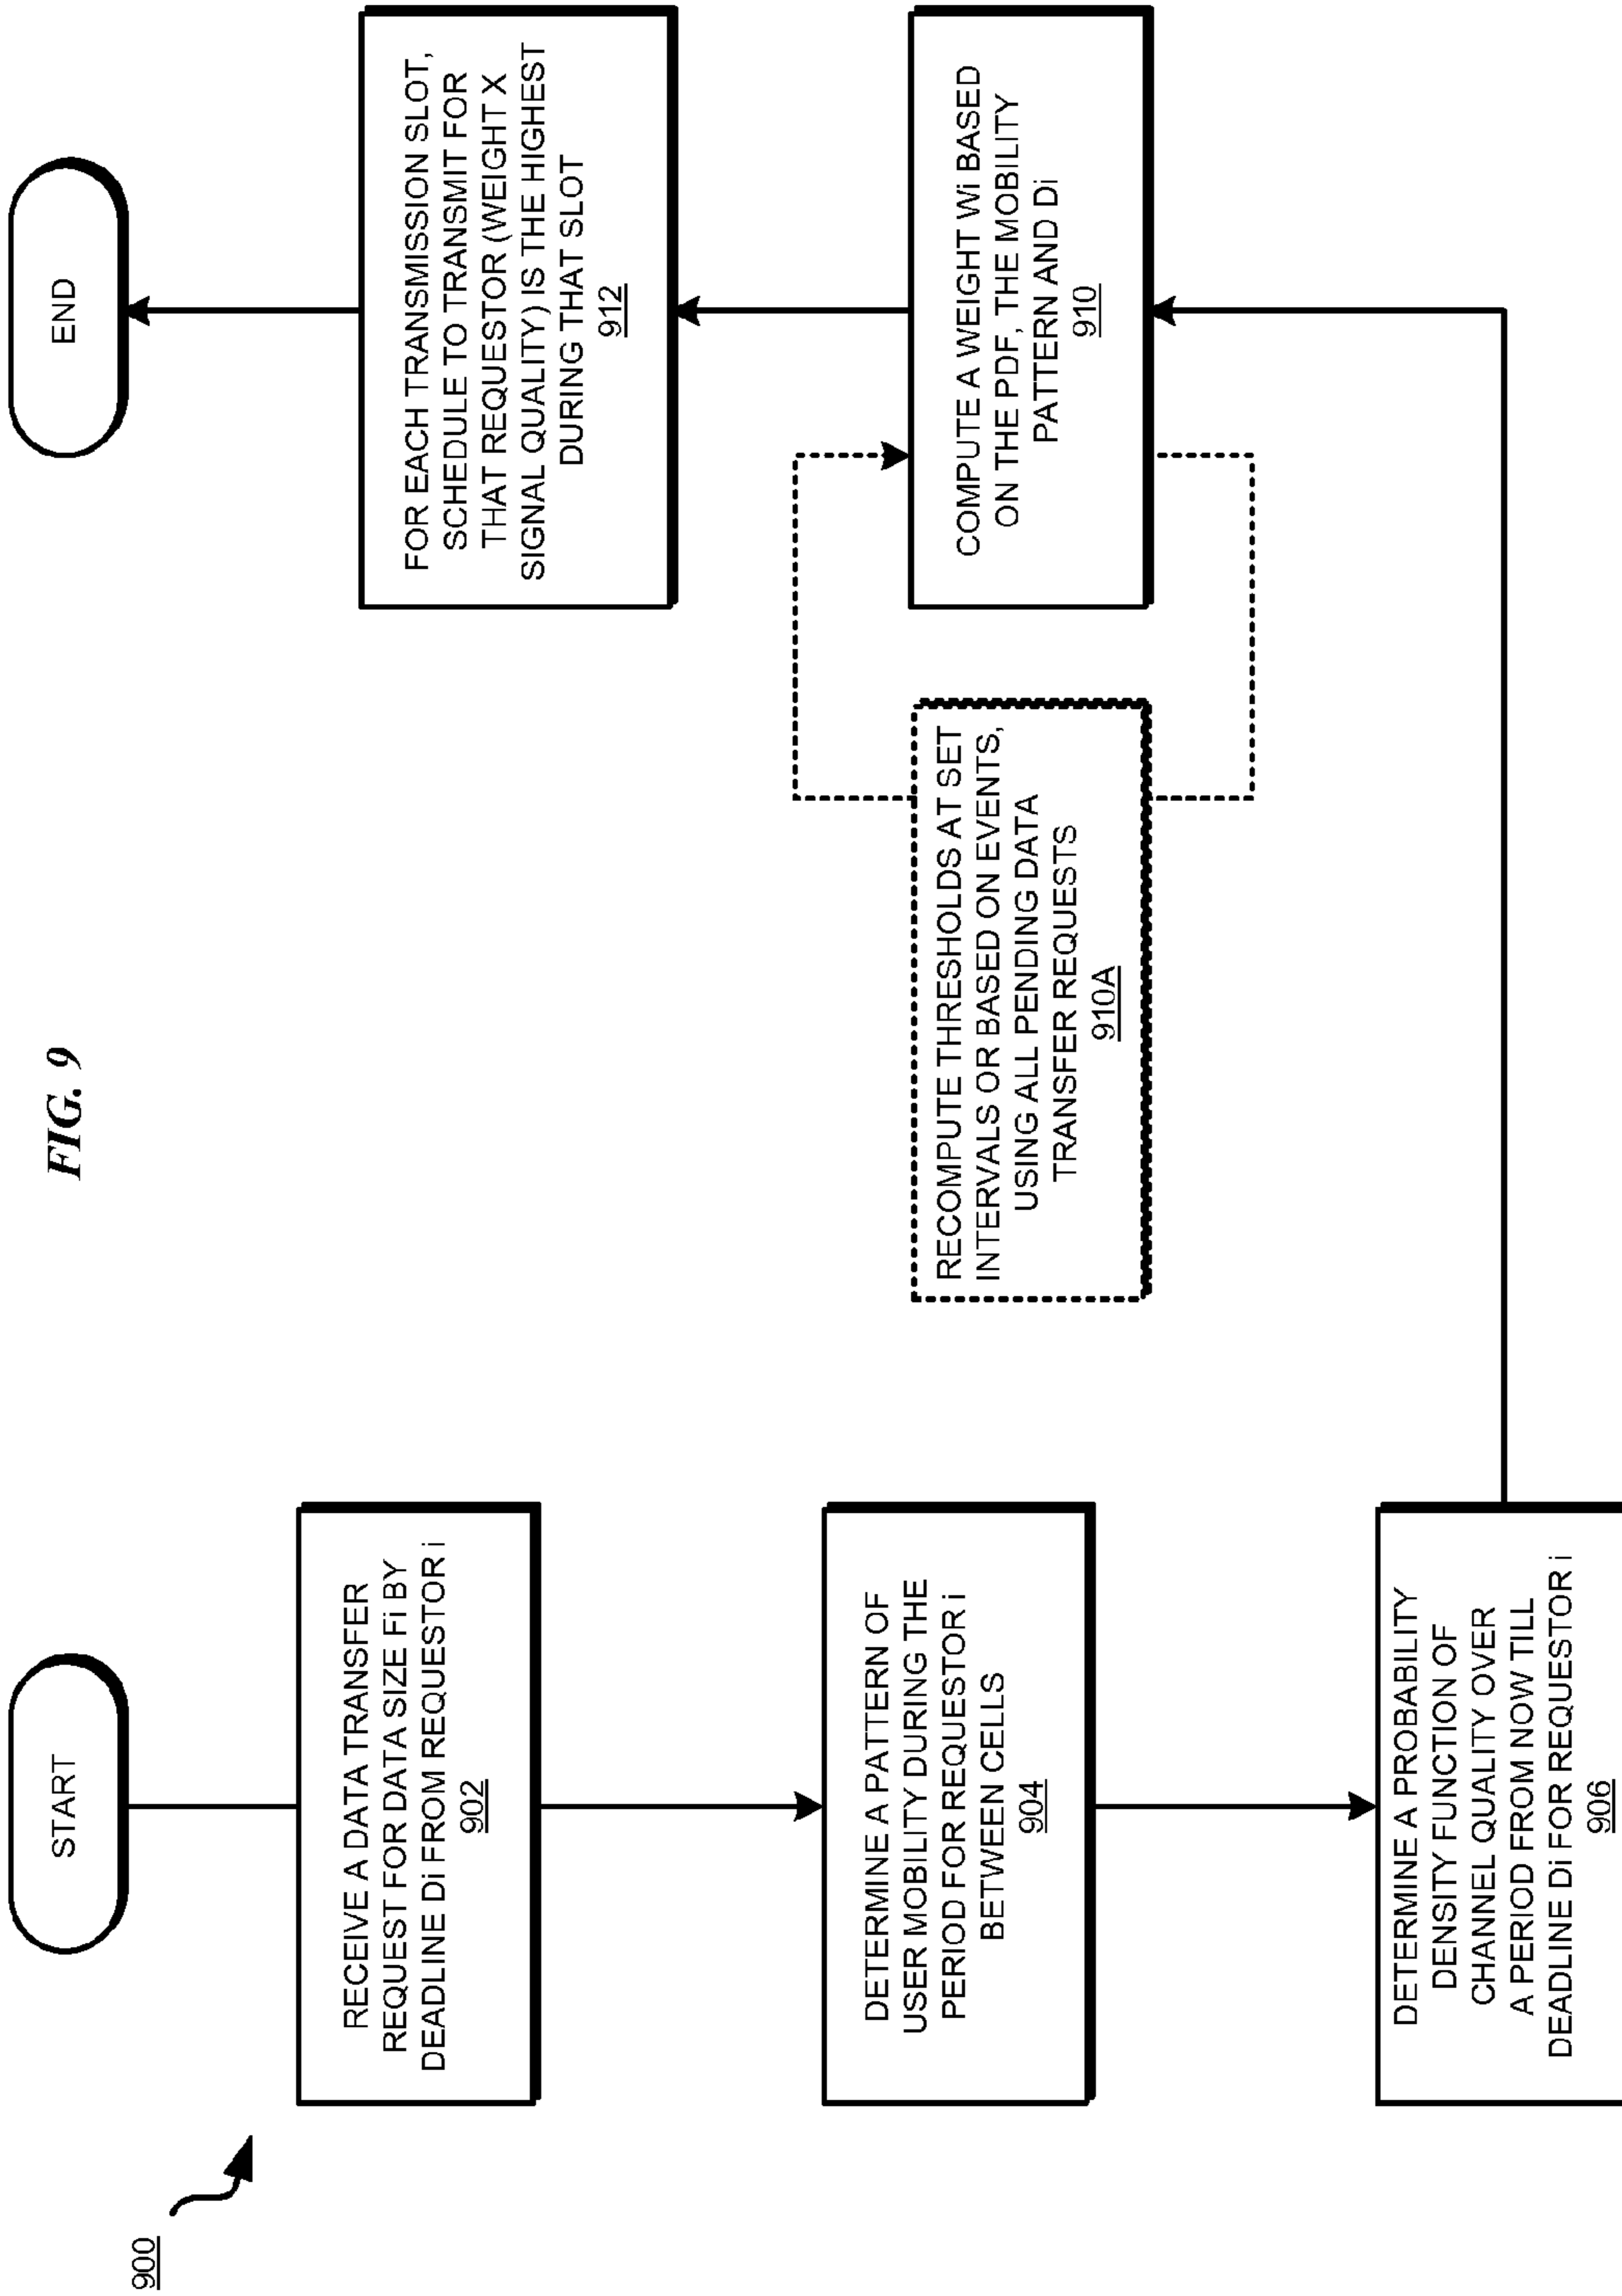 FIG. 9
900
START
RECEIVE A DATA TRANSFER
REQUEST FOR DATA SIZE Fi BY
DEADLINE Di FROM REQUESTOR i
902
DETERMINE A PATTERN OF
USER MOBILITY DURING THE
PERIOD FOR REQUESTOR i
BETWEEN CELLS
904
DETERMINE A PROBABILITY
DENSITY FUNCTION OF
CHANNEL QUALITY OVER
A PERIOD FROM NOW TILL
DEADLINE Di FOR REQUESTOR i
906
RECOMPUTE THRESHOLDS AT SET
INTERVALS OR BASED ON EVENTS,
USING ALL PENDING DATA
TRANSFER REQUESTS
910A
COMPUTE A WEIGHT Wi BASED
ON THE PDF, THE MOBILITY
PATTERN AND Di
910
FOR EACH TRANSMISSION SLOT,
SCHEDULE TO TRANSMIT FOR
THAT REQUESTOR (WEIGHT X
SIGNAL QUALITY) IS THE HIGHEST
DURING THAT SLOT
912
END